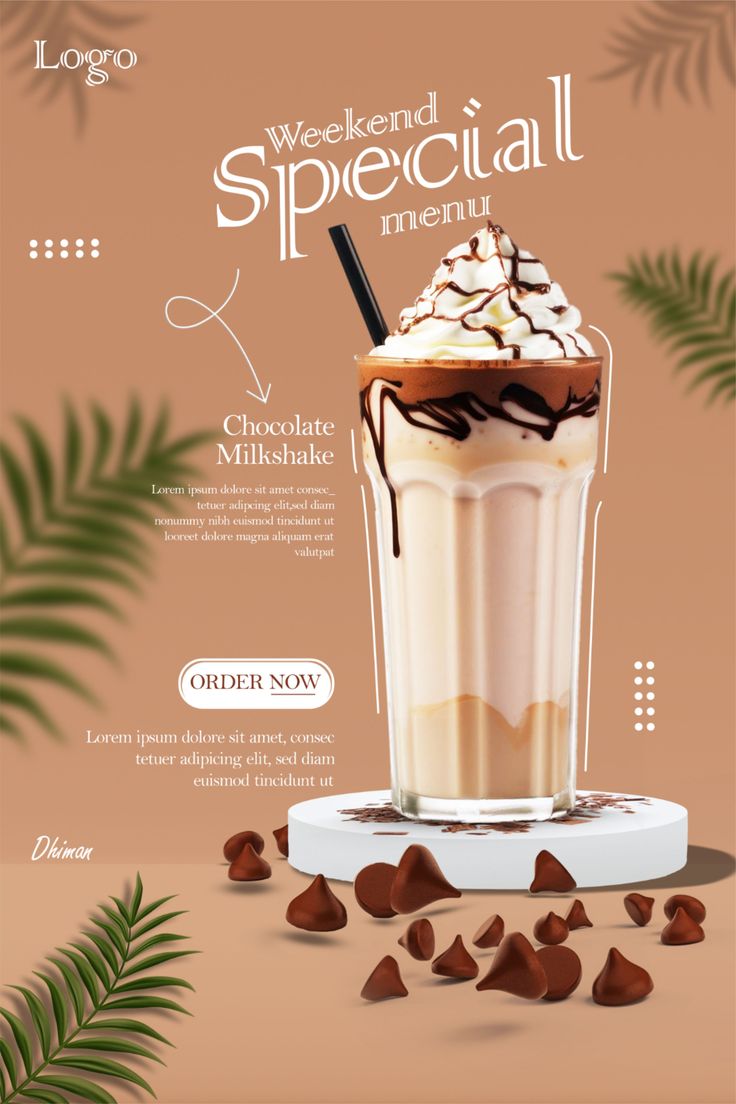 Logo
Weekend
Special
menu
Chocolate
Milkshake
Lorem ipsum dolore sit amet consec_
tetuer adipcing elit,sed diam
nonummy nibh euismod tincidunt ut
looreet dolore magna aliquam erat
valutpat
ORDER NOW
Lorem ipsum dolore sit amet, consec
tetuer adipicing elit, sed diam
euismod tincidunt ut
Dhiman